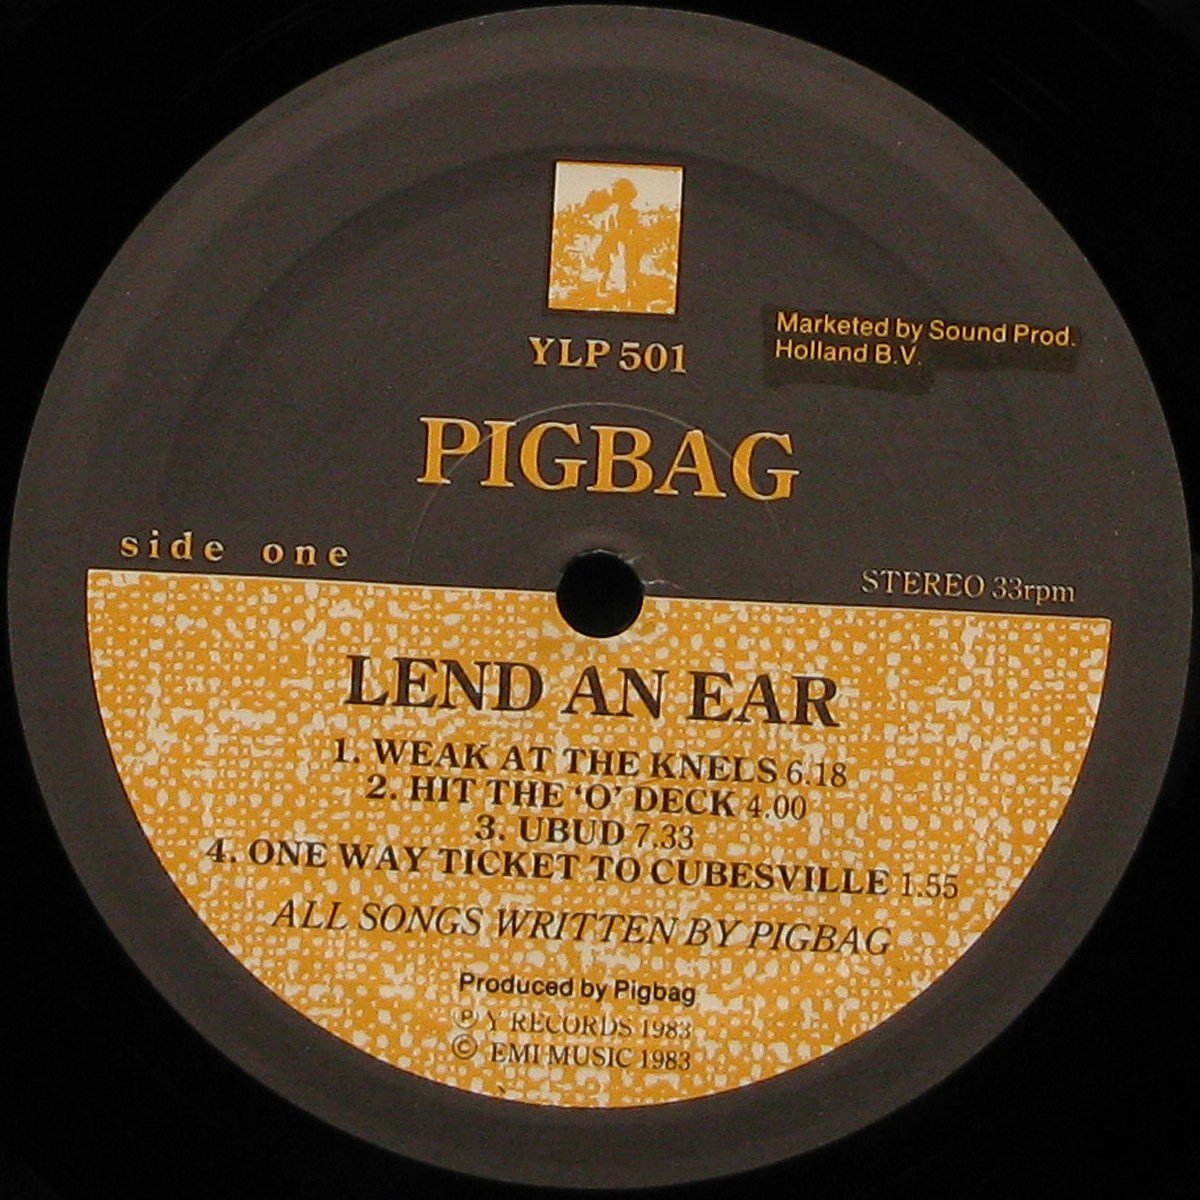 YLP 501
Marketed by Sound Prod.
Holland B.V.
PIGBAG
side one
STEREO 33rpm
LEND AN EAR
1. WEAK AT THE KNELS 6.18
2. HIT THE ‘O’ DECK 4.00
3. UBUD 7.33
4. ONE WAY TICKET TO CUBESVILLE 1.55
ALL SONGS WRITTEN BY PIGBAG
Produced by Pigbag
℗ Y RECORDS 1983
© EMI MUSIC 1983